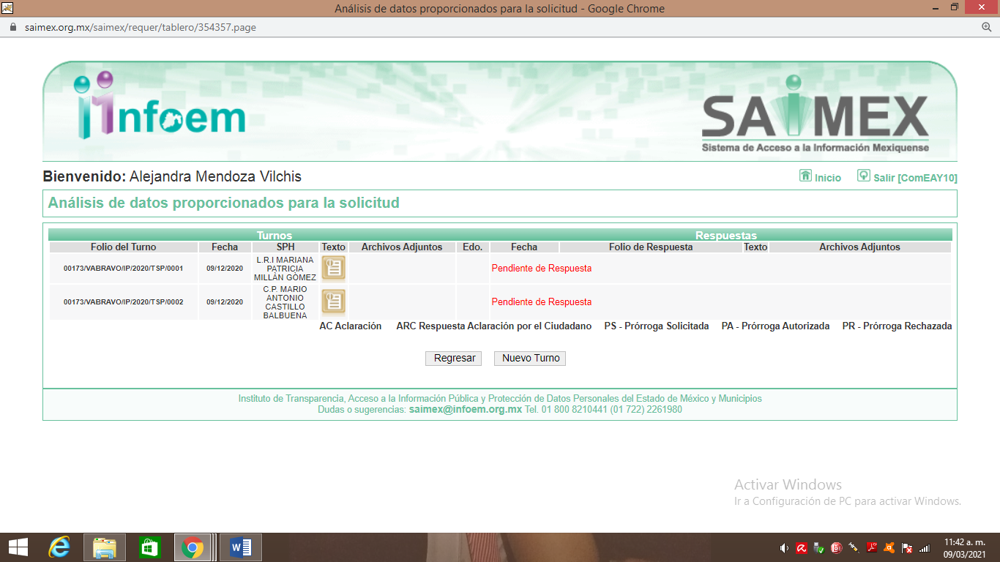 Análisis de datos proporcionados para la solicitud - Google Chrome
saimex.org.mx/saimex/requer/tablero/354357.page
infoem
SAIMEX
Sistema de Acceso a la Información Mexiquense
Bienvenido: Alejandra Mendoza Vilchis
Inicio Salir [ComEAY10]
Análisis de datos proporcionados para la solicitud
Turnos Respuestas
Folio del Turno Fecha SPH Texto Archivos Adjuntos Edo. Fecha Folio de Respuesta Texto Archivos Adjuntos
L.R.I MARIANA
00173/VABRAVO/IP/2020/TSP/0001 09/12/2020 PATRICIA Pendiente de Respuesta
MILLÁN GÓMEZ
C.P. MARIO
ANTONIO
00173/VABRAVO/IP/2020/TSP/0002 09/12/2020 Pendiente de Respuesta
CASTILLO
BALBUENA
AC Aclaración ARC Respuesta Aclaración por el Ciudadano PS - Prórroga Solicitada PA - Prórroga Autorizada PR - Prórroga Rechazada
Regresar Nuevo Turno
Instituto de Transparencia, Acceso a la Información Pública y Protección de Datos Personales del Estado de México y Municipios
Dudas o sugerencias: saimex@infoem.org.mx Tel. 01 800 8210441 (01 722) 2261980
Activar Windows
Ir a Configuración de PC para activar Windows.
11:42 a. m.
09/03/2021